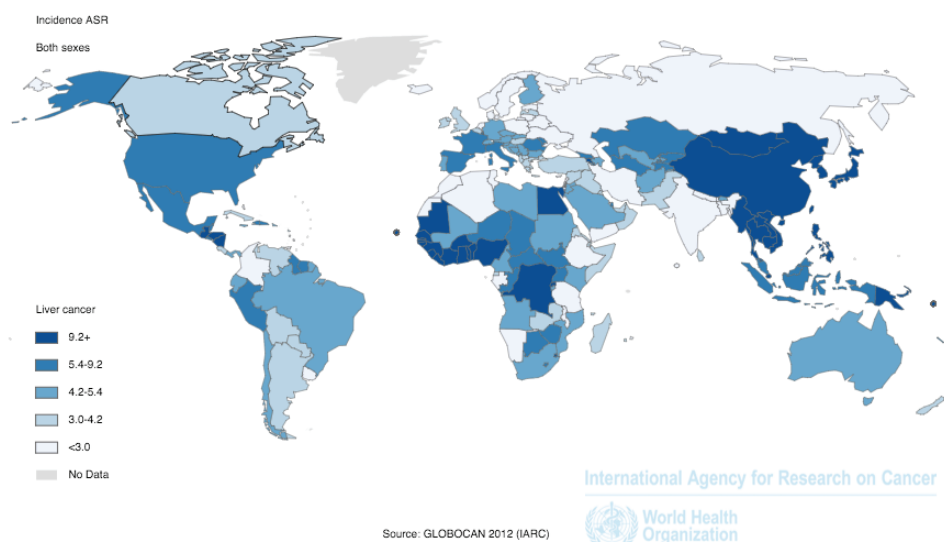 Incidence ASR
Both sexes
Liver cancer
9.2+
5.4-9.2
4.2-5.4
3.0-4.2
<3.0
No Data
International Agency for Research on Cancer
World Health
Organization
Source: GLOBOCAN 2012 (IARC)